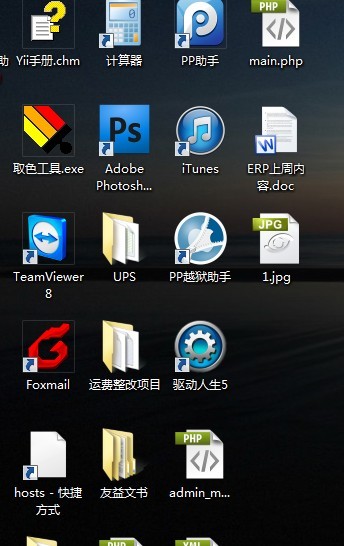 助
Yii手册.chm
计算器
PP助手
PHP
main.php
取色工具.exe
Ps
Adobe
Photosh...
iTunes
W
ERP上周内
容.doc
TeamViewer
8
UPS
PP越狱助手
JPG
1.jpg
Foxmail
运费整改项目
驱动人生5
hosts - 快捷
方式
友益文书
PHP
admin_m...
PHP
XML